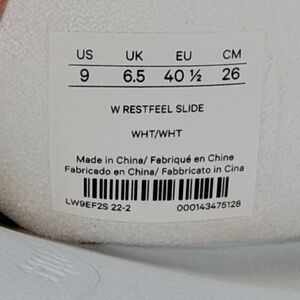 US UK EU CM
9 6.5 40 ½ 26
W RESTFEEL SLIDE
WHT/WHT
Made in China/ Fabriqué en Chine
Fabricado en China/ Fabbricato in Cina
LW9EF2S 22-2 000143475128